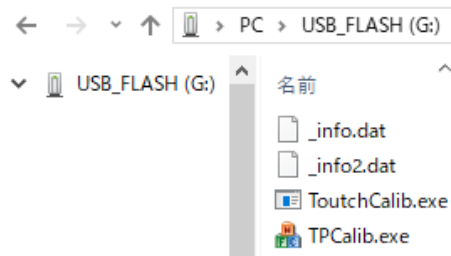 PC > USB_FLASH (G:)
USB_FLASH (G:)
名前
_info.dat
_info2.dat
ToutchCalib.exe
TPCalib.exe